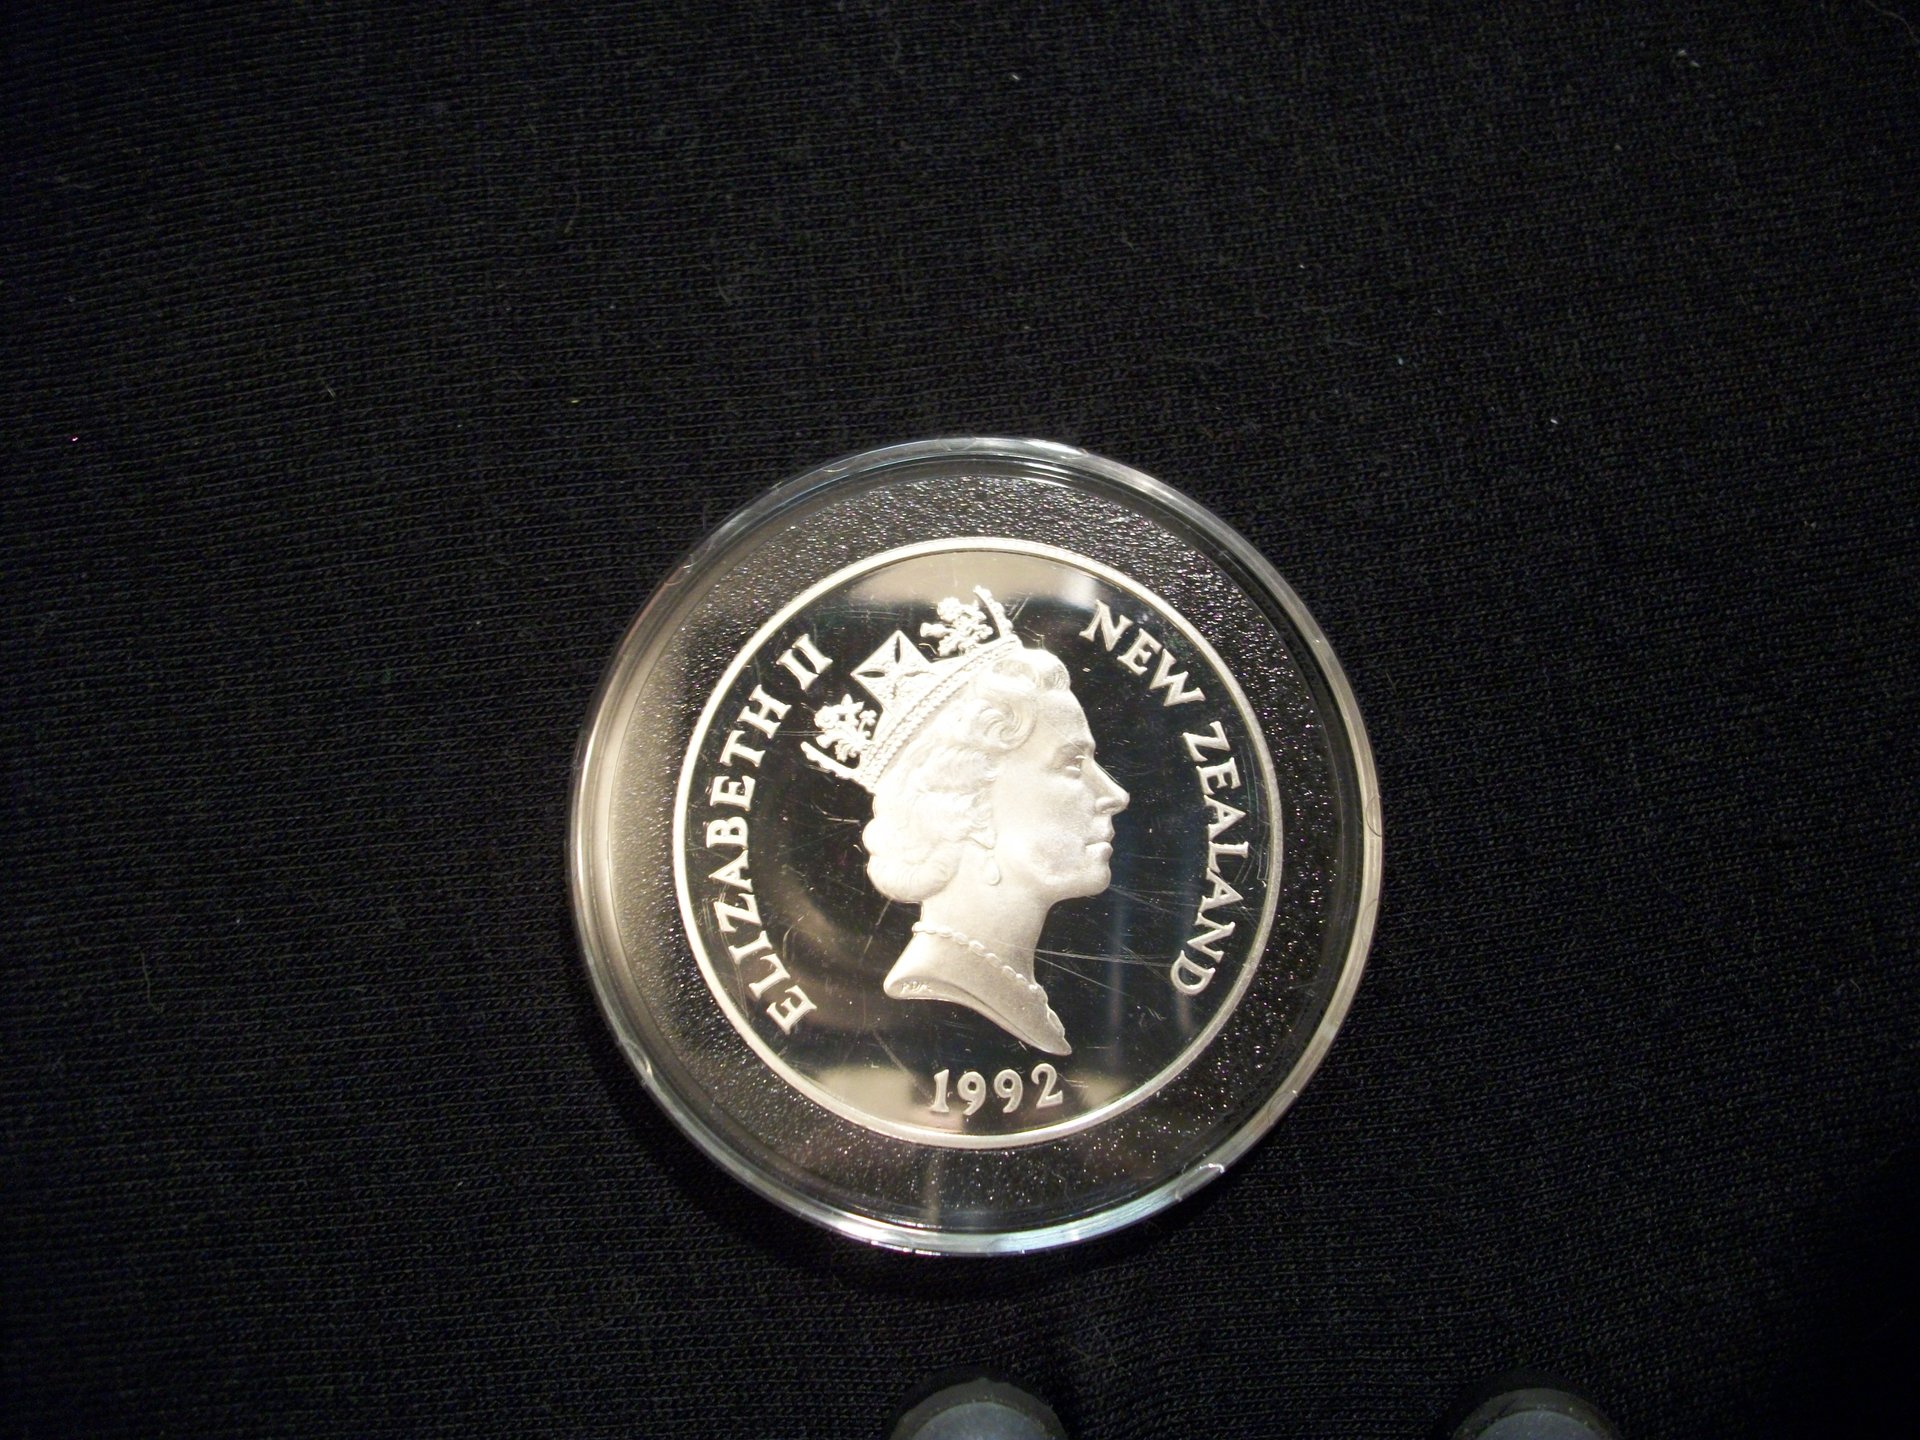 ELIZABETH II
NEW ZEALAND
1992